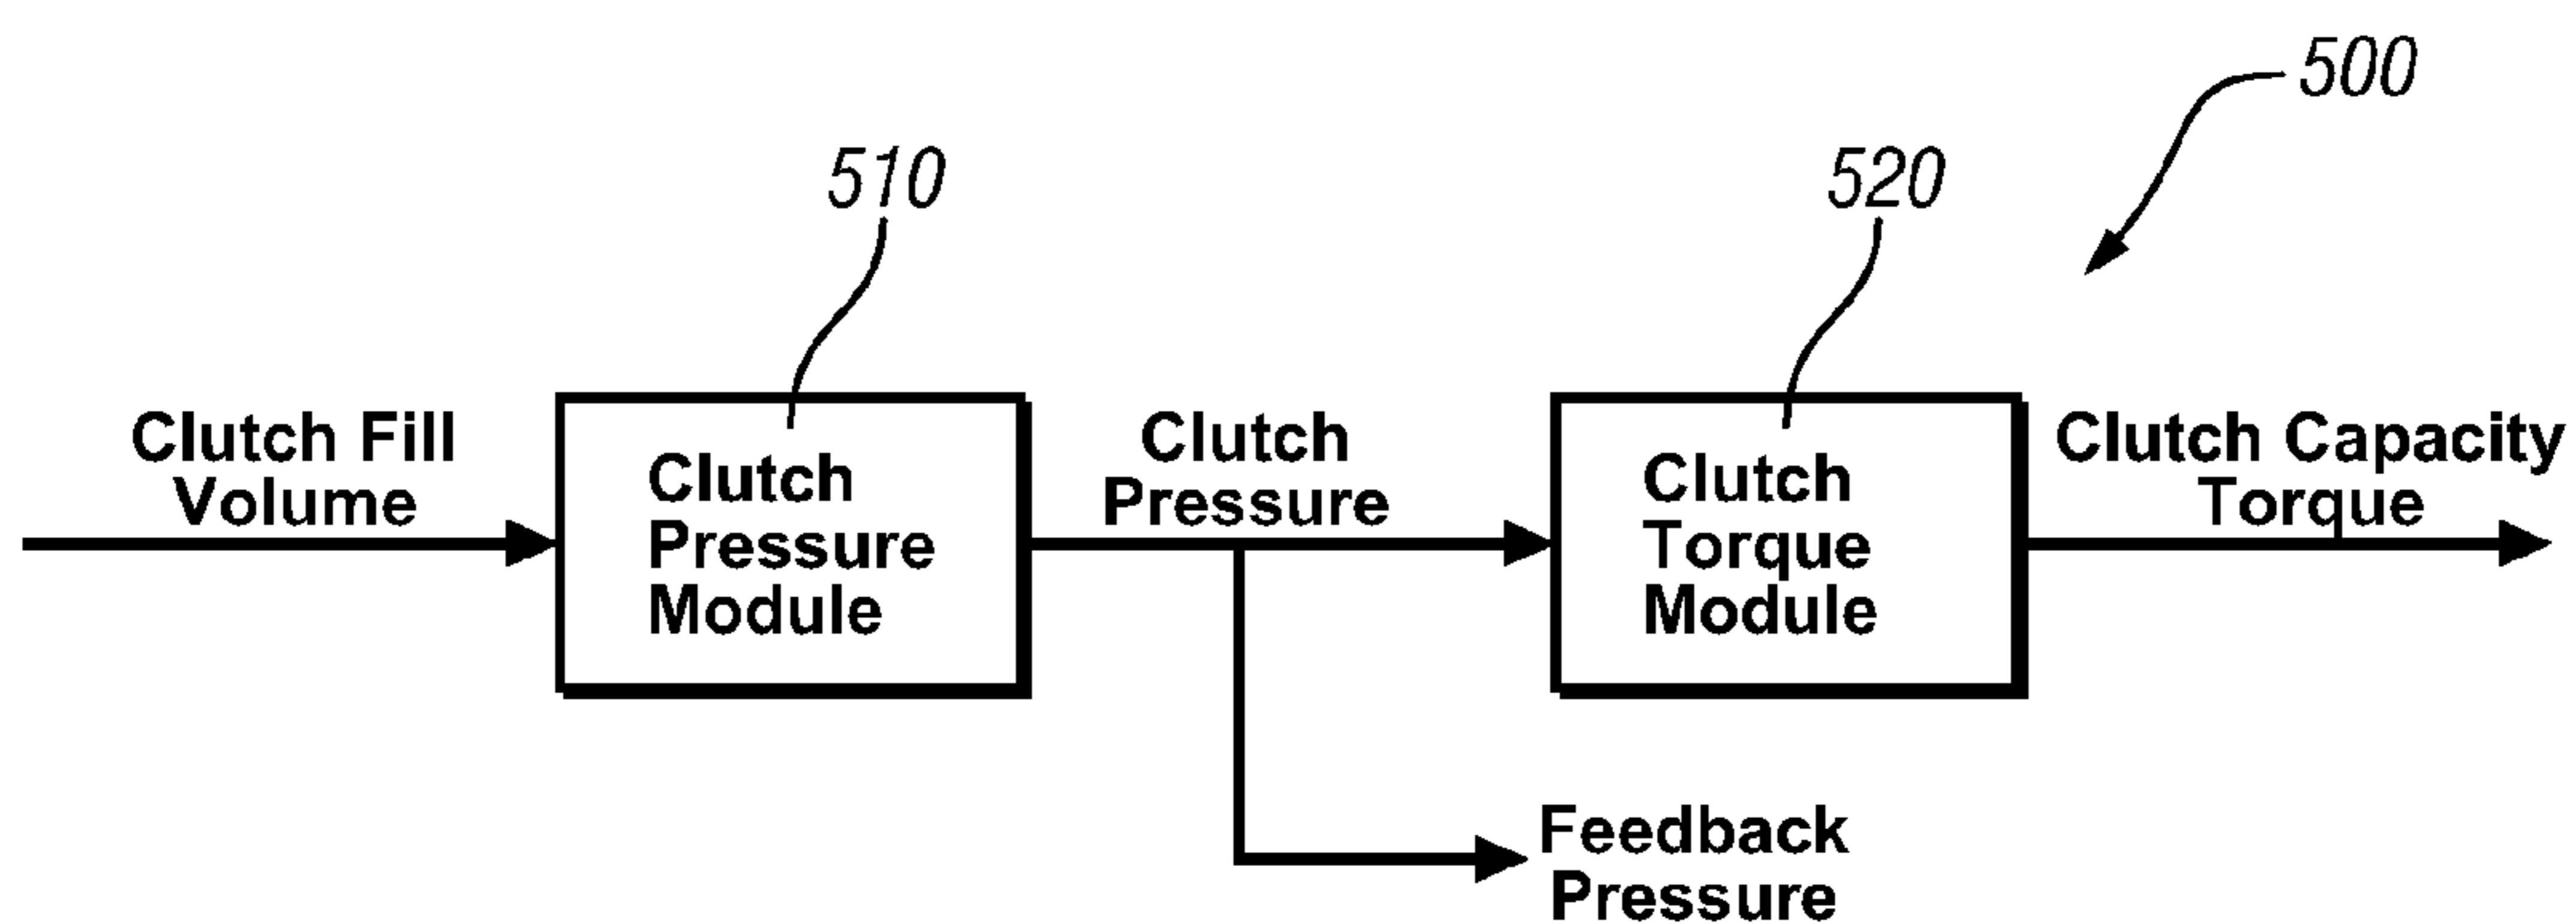 500
510
520
Clutch Fill
Volume
Clutch
Pressure
Module
Clutch
Pressure
Clutch
Torque
Module
Clutch Capacity
Torque
Feedback
Pressure